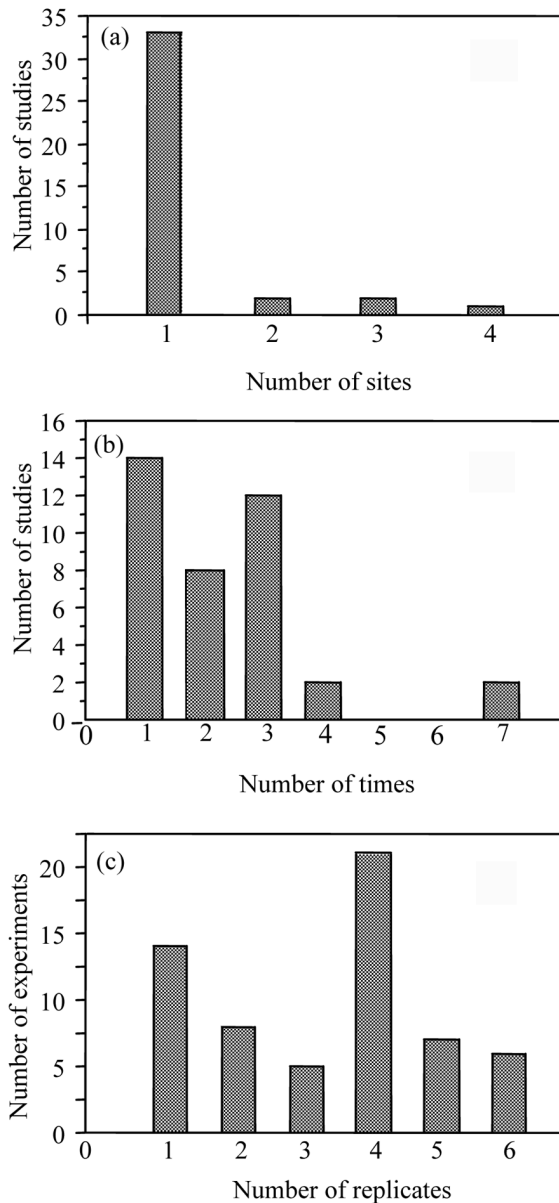 (a)
35
30
25
20
15
10
5
0
Number of studies
1 2 3 4
Number of sites
(b)
16
14
12
10
8
6
4
2
0
Number of studies
0 1 2 3 4 5 6 7
Number of times
(c)
20
15
10
5
0
Number of experiments
0 1 2 3 4 5 6
Number of replicates